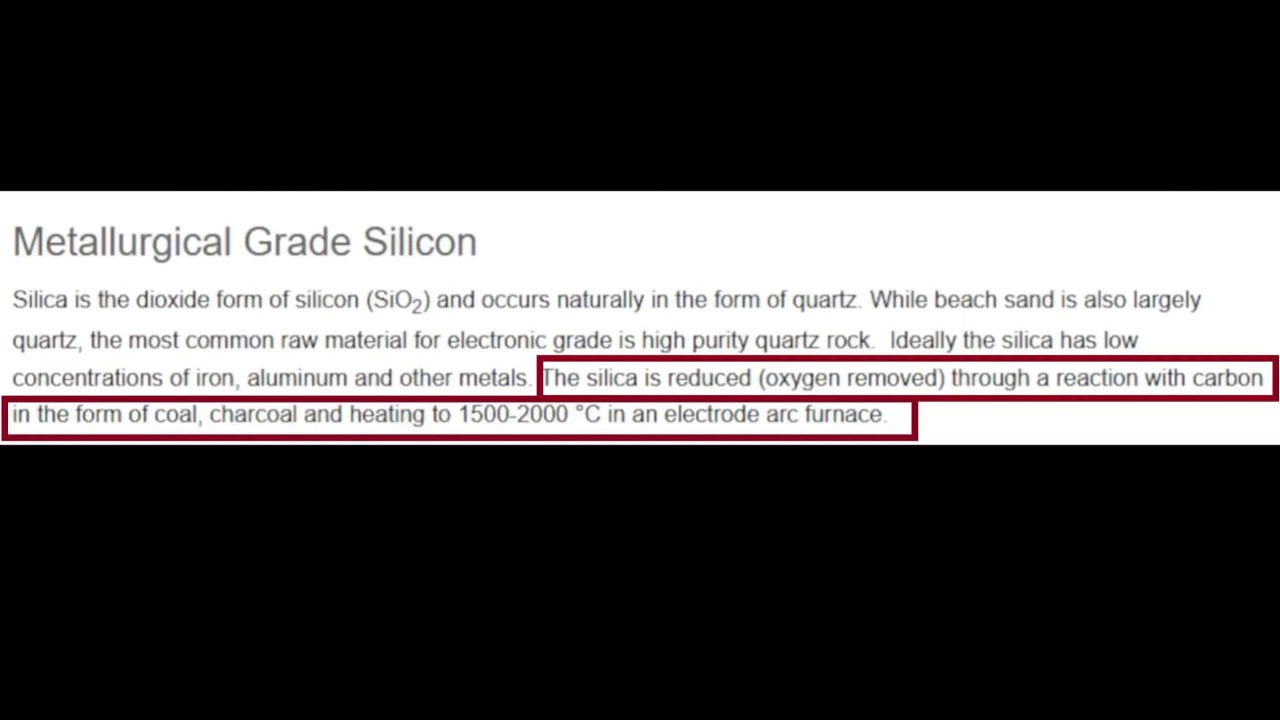 Metallurgical Grade Silicon
Silica is the dioxide form of silicon (SiO₂) and occurs naturally in the form of quartz. While beach sand is also largely
quartz, the most common raw material for electronic grade is high purity quartz rock.  Ideally the silica has low
concentrations of iron, aluminum and other metals. The silica is reduced (oxygen removed) through a reaction with carbon
in the form of coal, charcoal and heating to 1500-2000 °C in an electrode arc furnace.